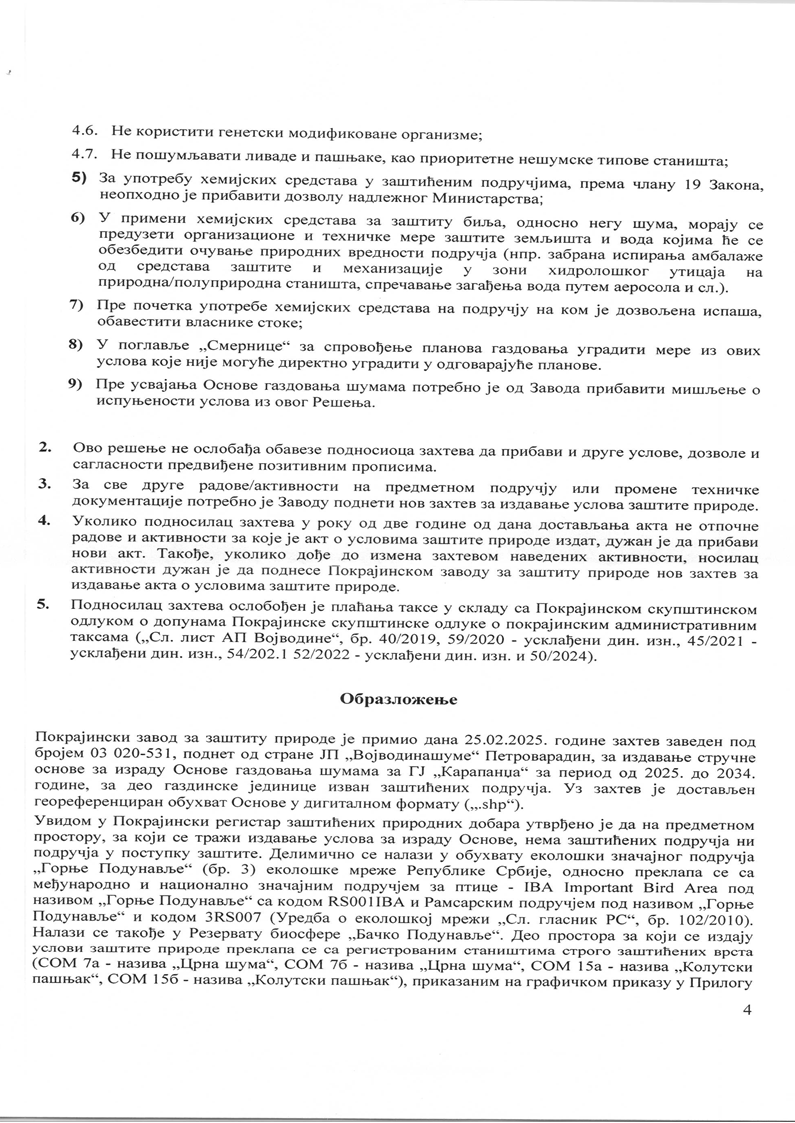 4.6. Не користити генетски модификоване организме;
4.7. Не пошумљавати ливаде и пашњаке, као приоритетне нешумске типове станишта;
5) За употребу хемијских средстава у заштићеним подручјима, према члану 19 Закона,
неопходно је прибавити дозволу надлежног Министарства;
6) У примени хемијских средстава за заштиту биља, односно негу шума, морају се
предузети организационе и техничке мере заштите земљишта и вода којима ће се
обезбедити очување природних вредности подручја (нпр. забрана испирања амбалаже
од средстава заштите и механизације у зони хидролошког утицаја на
природна/полуприродна станишта, спречавање загађења вода путем аеросола и сл.).
7) Пре почетка употребе хемијских средстава на подручју на ком је дозвољена испаша,
обавестити власнике стоке;
8) У поглавље „Смернице“ за спровођење планова газдовања уградити мере из ових
услова које није могуће директно уградити у одговарајуће планове.
9) Пре усвајања Основе газдовања шумама потребно је од Завода прибавити мишљење о
испуњености услова из овог Решења.
2. Ово решење не ослобађа обавезе подносиоца захтева да прибави и друге услове, дозволе и
сагласности предвиђене позитивним прописима.
3. За све друге радове/активности на предметном подручју или промене техничке
документације потребно је Заводу поднети нов захтев за издавање услова заштите природе.
4. Уколико подносилац захтева у року од две године од дана достављања акта не отпочне
радове и активности за које је акт о условима заштите природе издат, дужан је да прибави
нови акт. Такође, уколико дође до измена захтевом наведених активности, носилац
активности дужан је да поднесе Покрајинском заводу за заштиту природе нов захтев за
издавање акта о условима заштите природе.
5. Подносилац захтева ослобођен је плаћања таксе у складу са Покрајинском скупштинском
одлуком о допунама Покрајинске скупштинске одлуке о покрајинским административним
таксама („Сл. лист АП Војводине“, бр. 40/2019, 59/2020 - усклађени дин. изн., 45/2021 -
усклађени дин. изн., 54/202.1 52/2022 - усклађени дин. изн. и 50/2024).
Образложење
Покрајински завод за заштиту природе је примио дана 25.02.2025. године захтев заведен под
бројем 03 020-531, поднет од стране ЈП „Војводинашуме“ Петроварадин, за издавање стручне
основе за израду Основе газдовања шумама за ГЈ „Карапанџа“ за период од 2025. до 2034.
године, за део газдинске јединице изван заштићених подручја. Уз захтев је достављен
геореференциран обухват Основе у дигиталном формату („.shp“).
Увидом у Покрајински регистар заштићених природних добара утврђено је да на предметном
простору, за који се тражи издавање услова за израду Основе, нема заштићених подручја ни
подручја у поступку заштите. Делимично се налази у обухвату еколошки значајног подручја
„Горње Подунавље“ (бр. 3) еколошке мреже Републике Србије, односно преклапа се са
међународно и национално значајним подручјем за птице - IBA Important Bird Area под
називом „Горње Подунавље“ са кодом RS001IBA и Рамсарским подручјем под називом „Горње
Подунавље“ и кодом 3RS007 (Уредба о еколошкој мрежи „Сл. гласник РС“, бр. 102/2010).
Налази се такође у Резервату биосфере „Бачко Подунавље“. Део простора за који се издају
услови заштите природе преклапа се са регистрованим стаништима строго заштићених врста
(СОМ 7а - назива „Црна шума“, СОМ 7б - назива „Црна шума“, СОМ 15а - назива „Колутски
пашњак“, СОМ 15б - назива „Колутски пашњак“), приказаним на графичком приказу у Прилогу
4